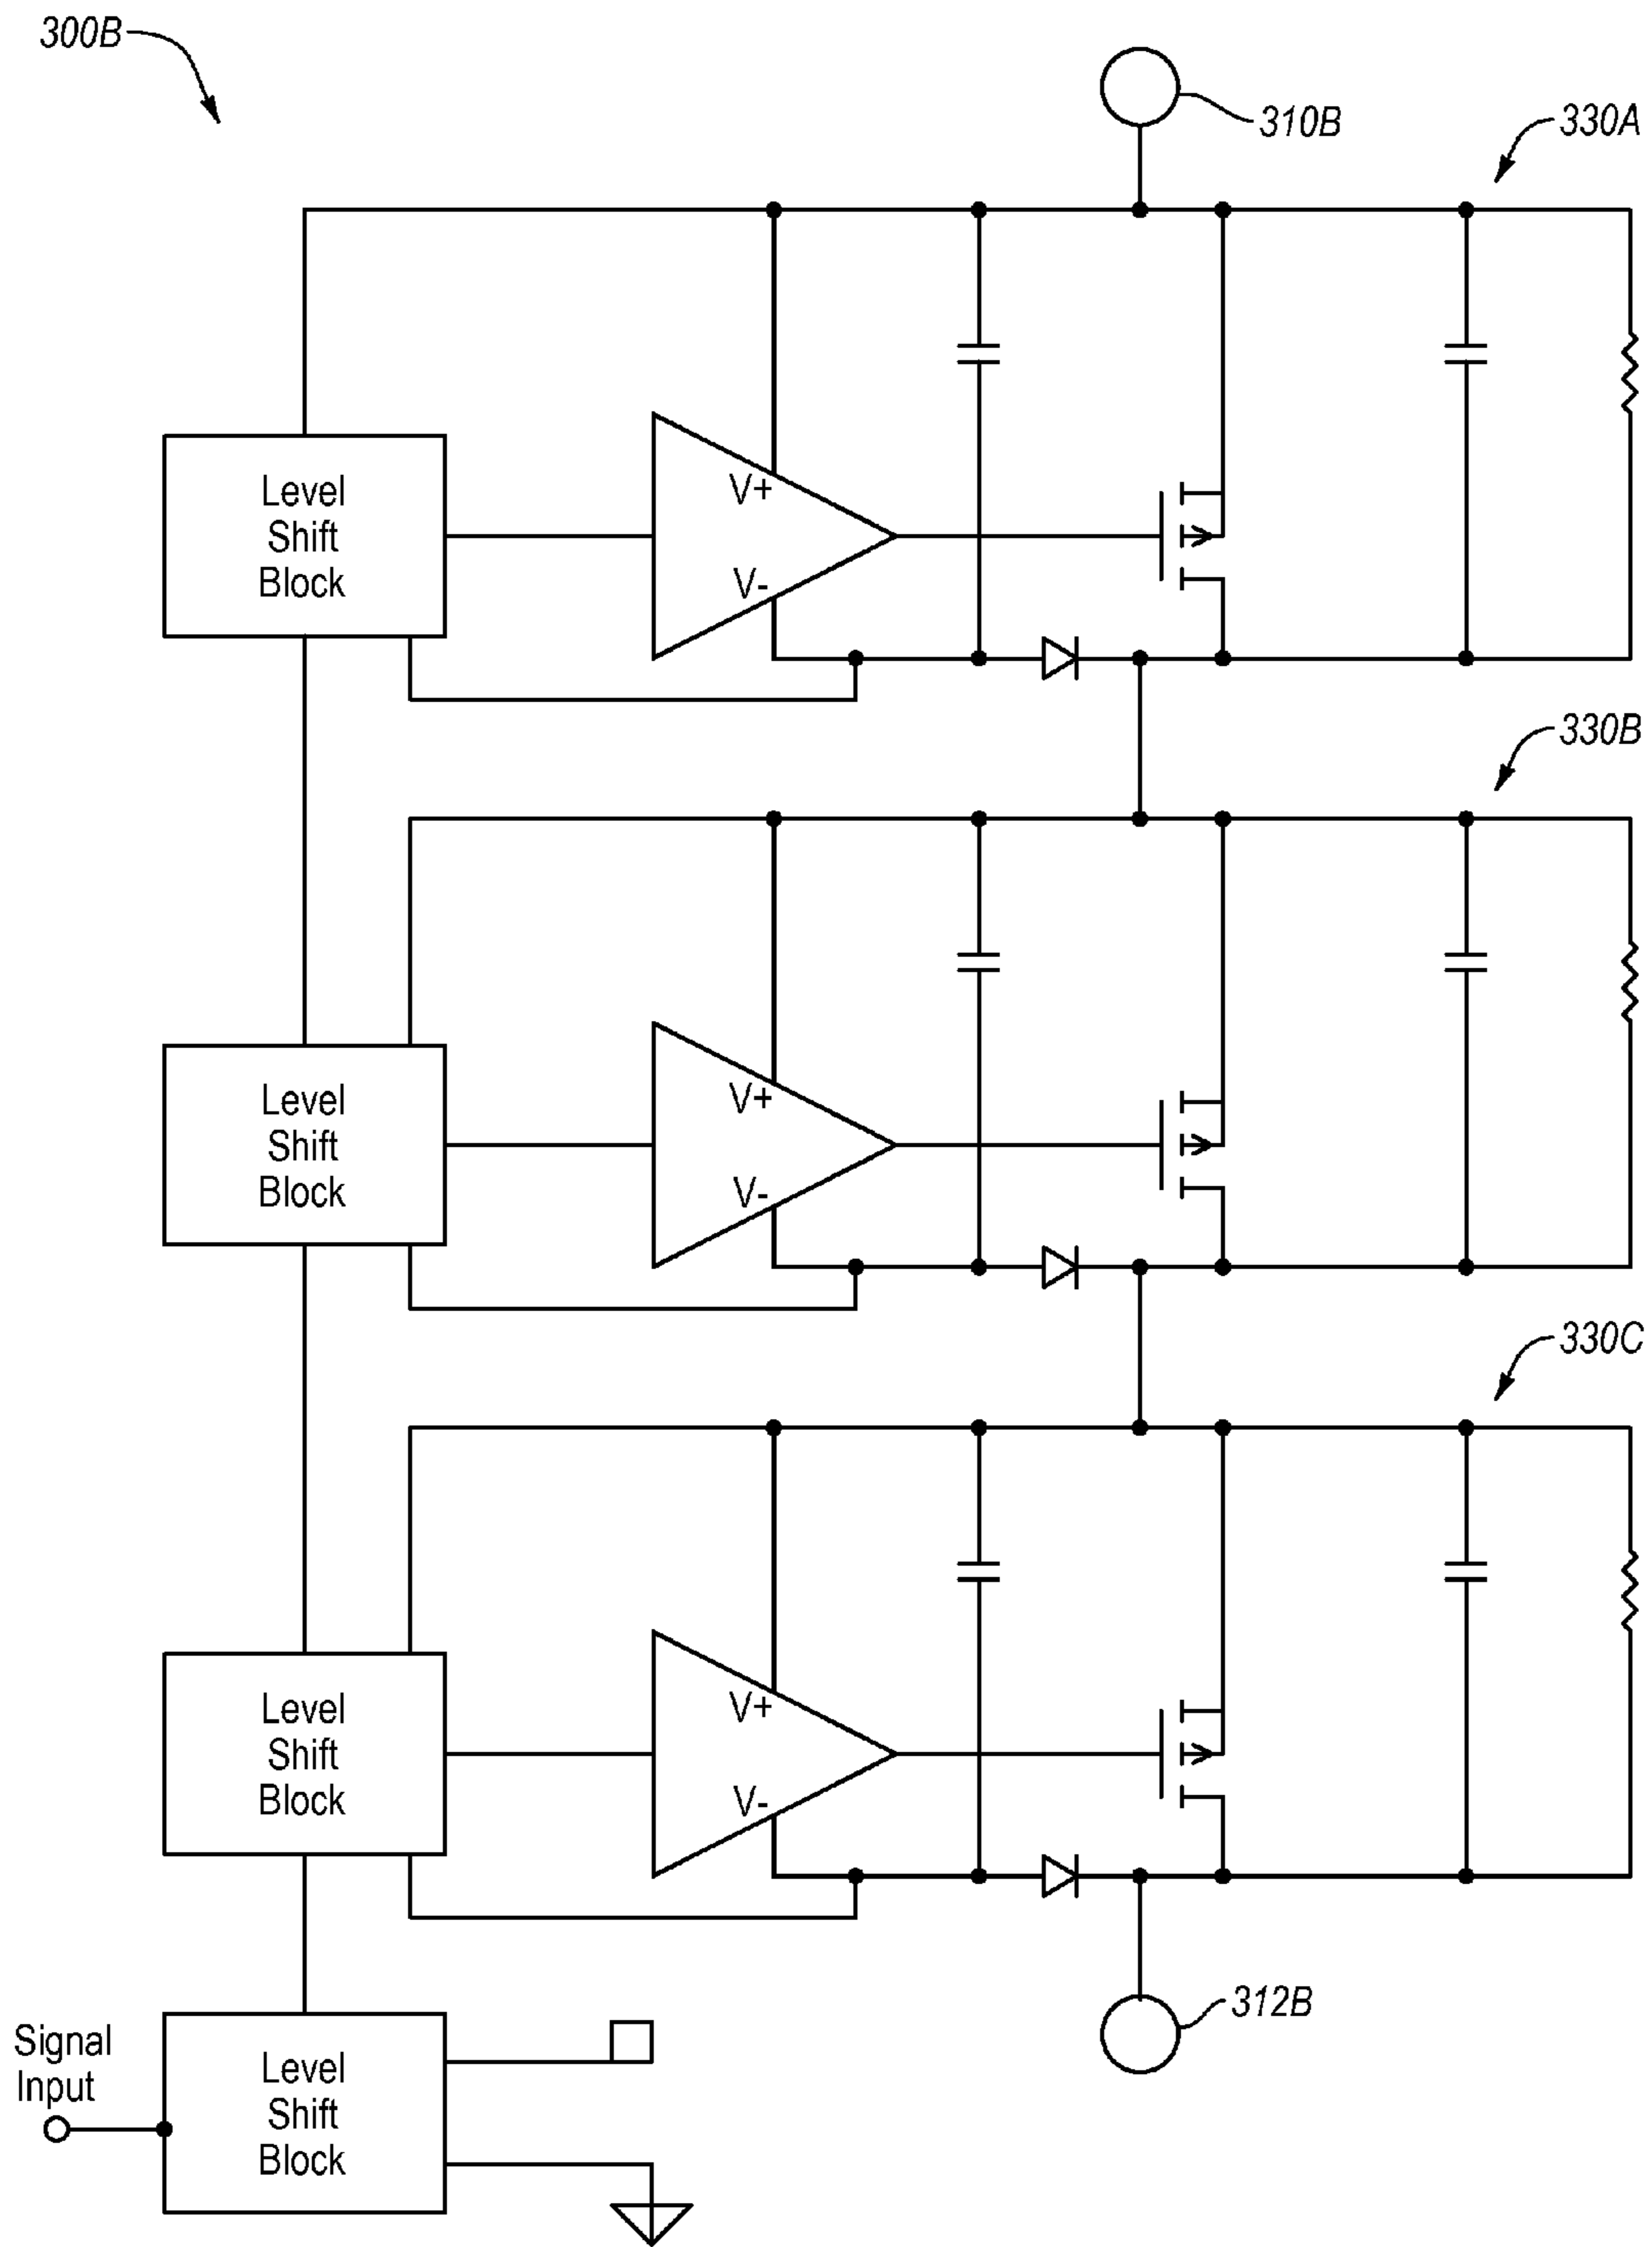 300B
310B
330A
Level
Shift
Block
V+
V-
330B
Level
Shift
Block
V+
V-
330C
Level
Shift
Block
V+
V-
312B
Signal
Input
Level
Shift
Block